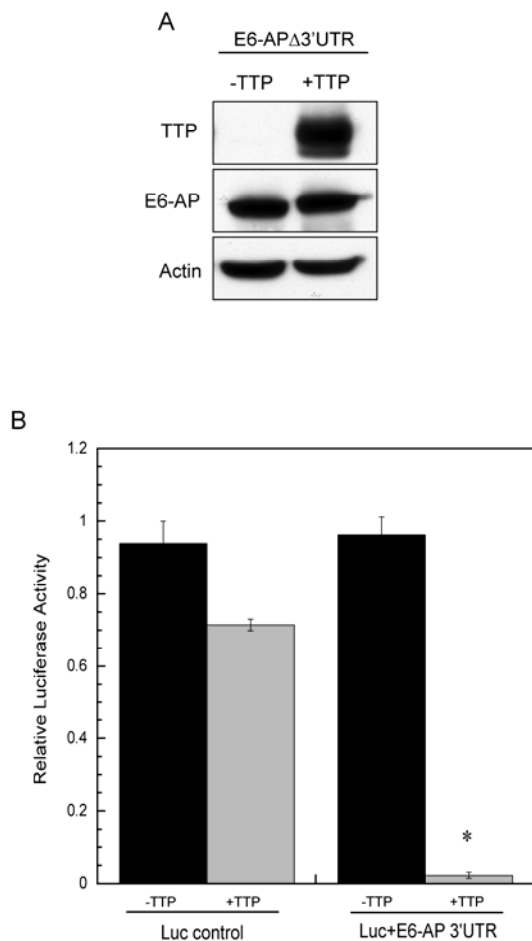 A
E6-APΔ3'UTR
-TTP +TTP
TTP
E6-AP
Actin
B
1.2
1
0.8
0.6
0.4
0.2
0
Relative Luciferase Activity
*
-TTP +TTP -TTP +TTP
Luc control Luc+E6-AP 3'UTR